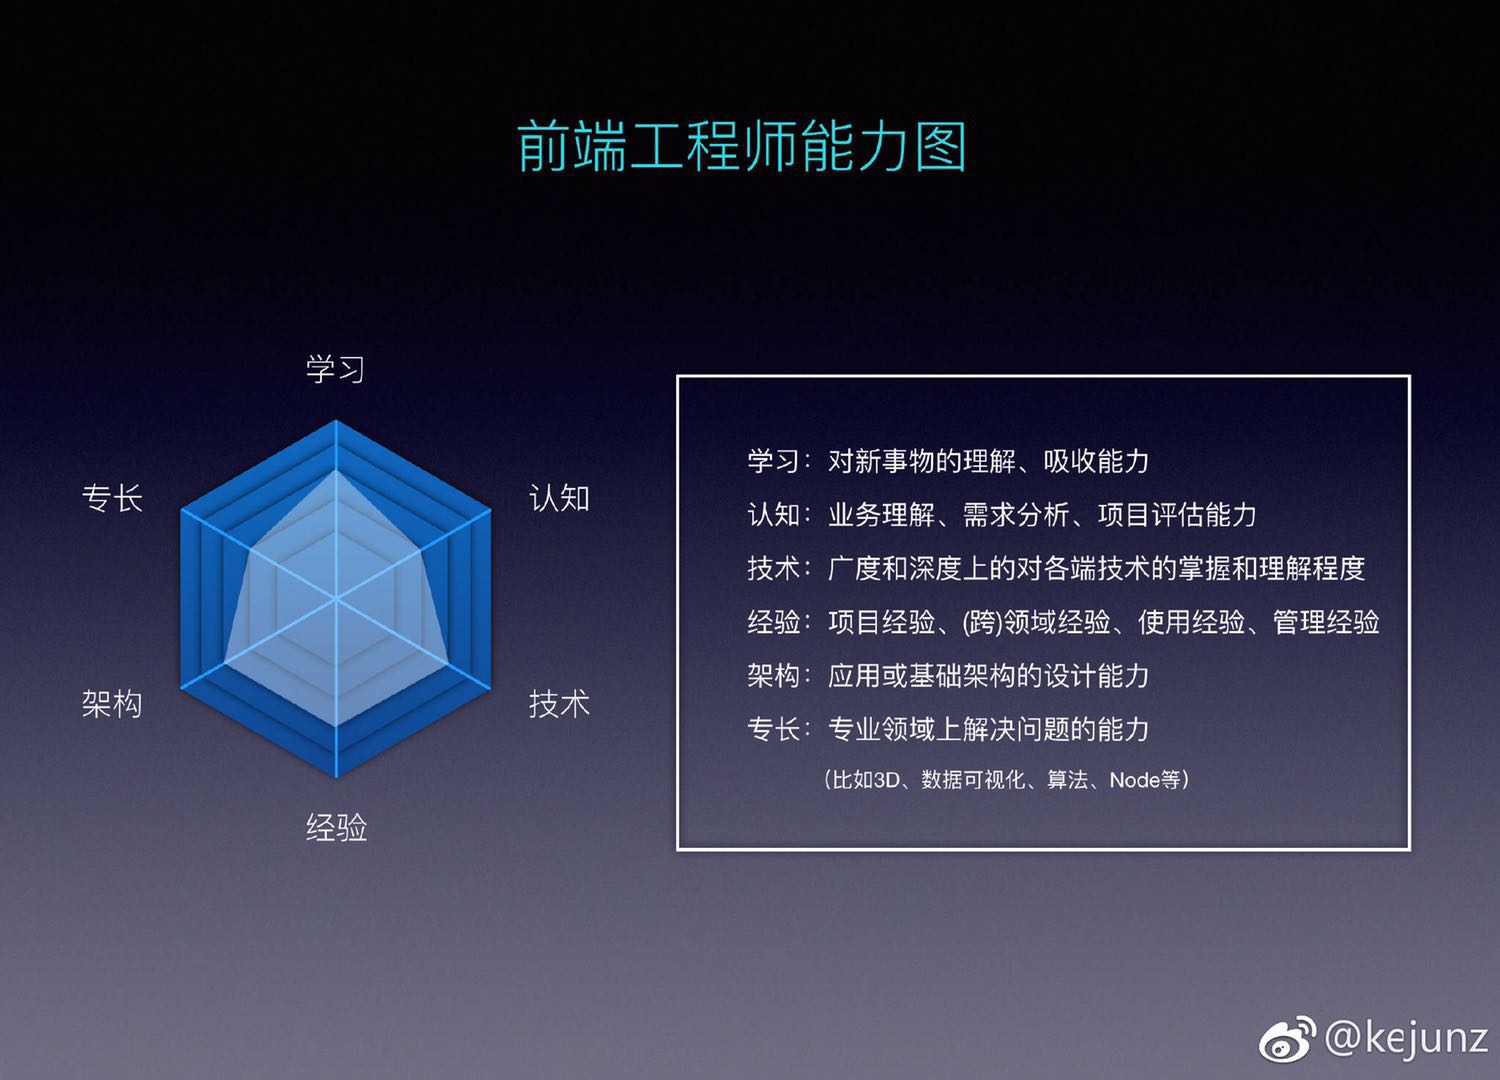 前端工程师能力图
学习
专长
认知
架构
技术
经验
学习：对新事物的理解、吸收能力
认知：业务理解、需求分析、项目评估能力
技术：广度和深度上的对各端技术的掌握和理解程度
经验：项目经验、(跨)领域经验、使用经验、管理经验
架构：应用或基础架构的设计能力
专长：专业领域上解决问题的能力
（比如3D、数据可视化、算法、Node等）
@kejunz